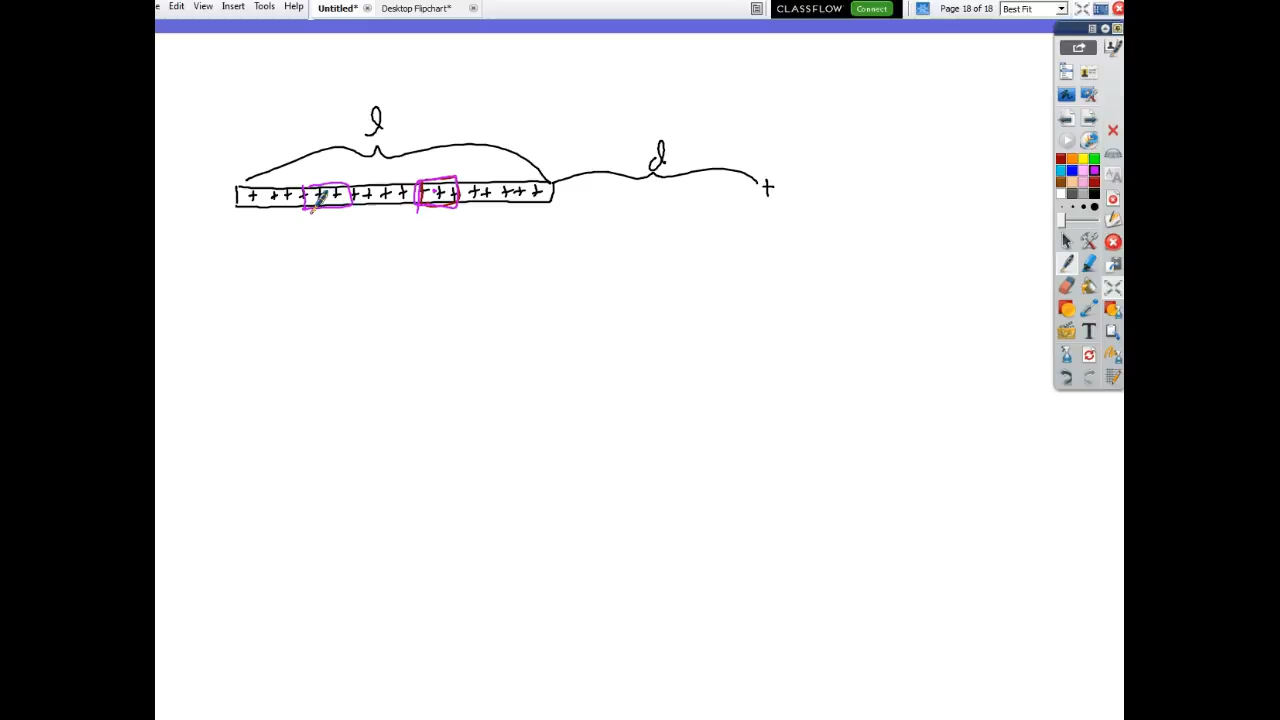 Edit View Insert Tools Help Untitled* Desktop Flipchart* CLASSFLOW Connect Page 18 of 18 Best Fit
l
d
+ + + + + + + + + + + + + + + + + + +
T